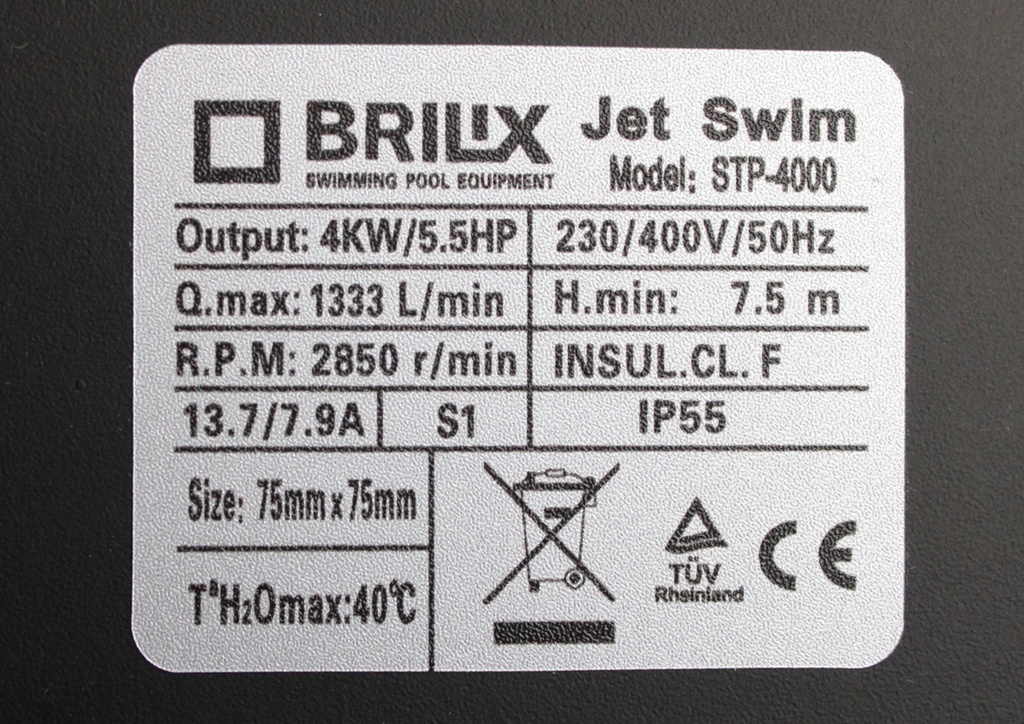 BRILIX Jet Swim
SWIMMING POOL EQUIPMENT Model: STP-4000
Output: 4KW/5.5HP 230/400V/50Hz
Q.max: 1333 L/min H.min: 7.5 m
R.P.M: 2850 r/min INSUL.CL. F
13.7/7.9A S1 IP55
Size: 75mm x 75mm
TªH₂Omax:40℃
TÜV
Rheinland
CE